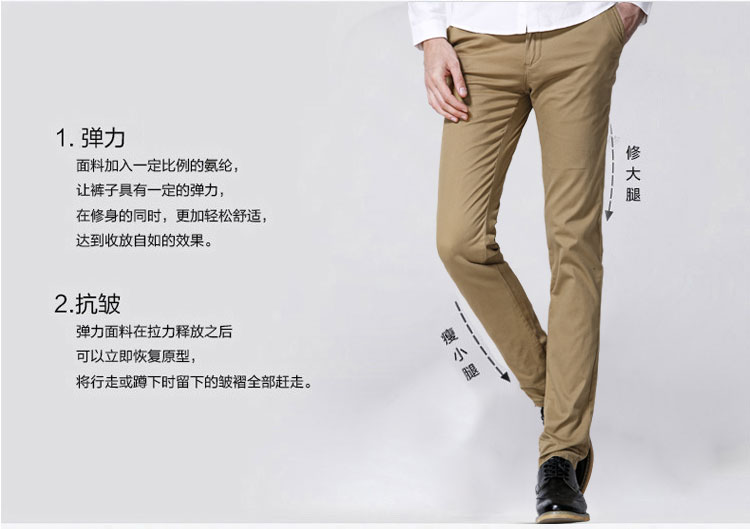 1. 弹力
面料加入一定比例的氨纶,
让裤子具有一定的弹力,
在修身的同时，更加轻松舒适,
达到收放自如的效果。
2.抗皱
弹力面料在拉力释放之后
可以立即恢复原型,
将行走或蹲下时留下的皱褶全部赶走。
修大腿
瘦小腿